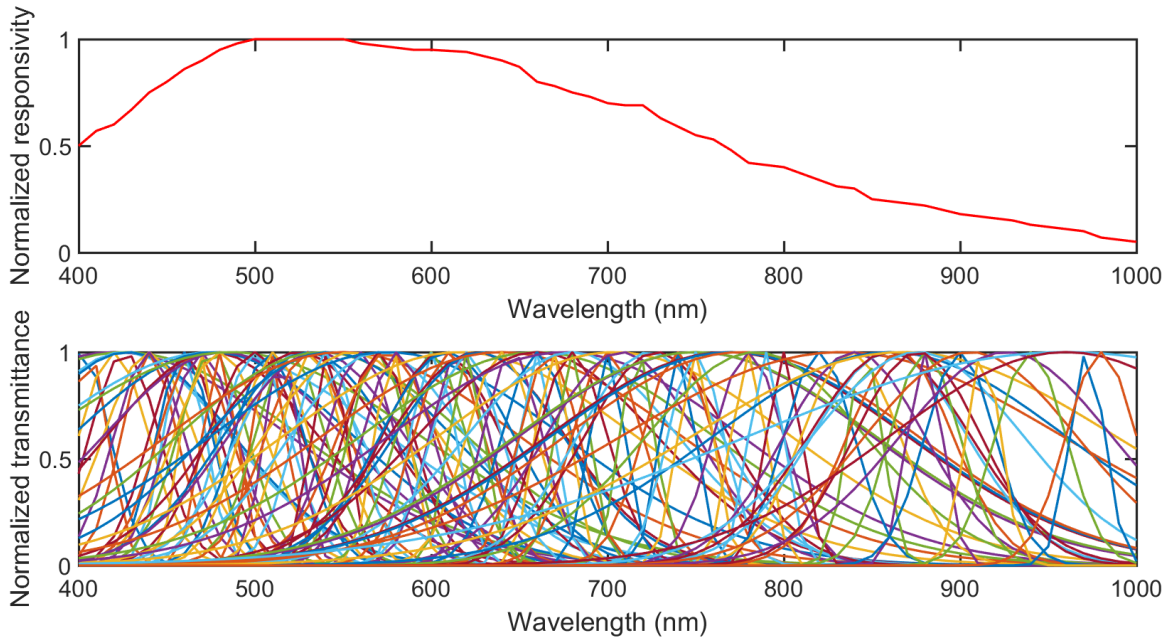 Normalized responsivity
1
0.5
0
400 500 600 700 800 900 1000
Wavelength (nm)
Normalized transmittance
1
0.5
0
400 500 600 700 800 900 1000
Wavelength (nm)